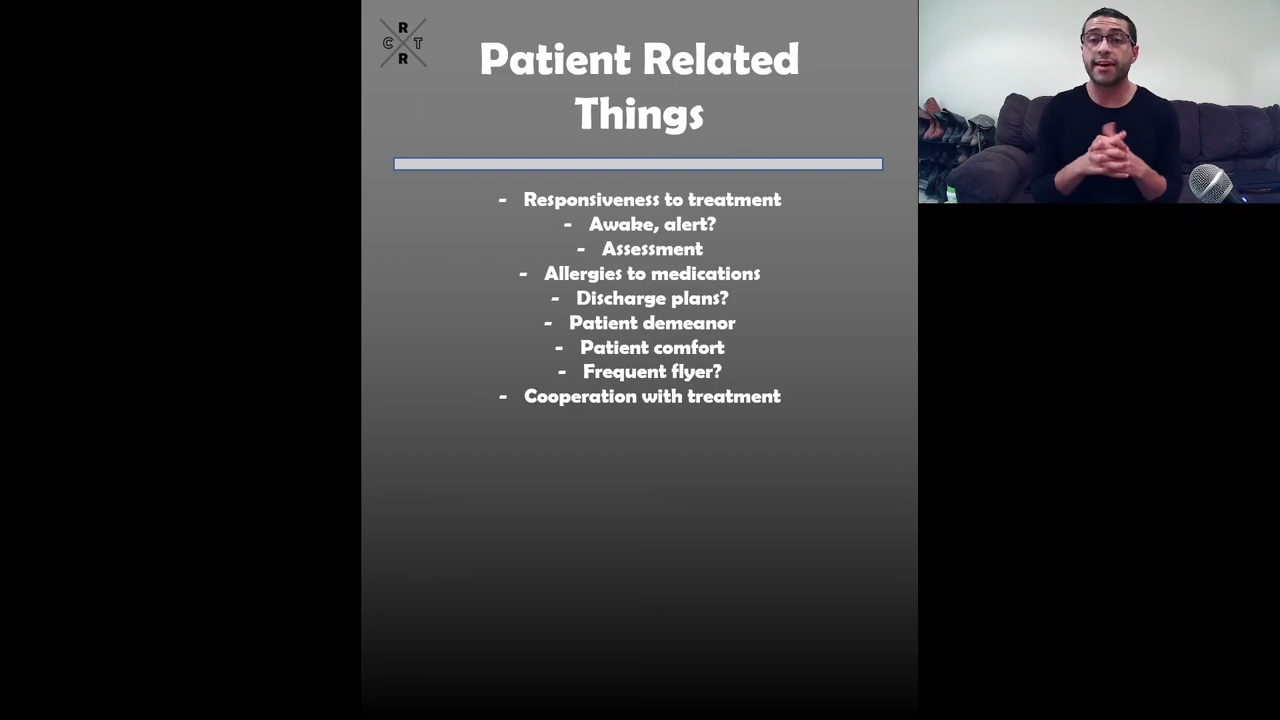 R
C T
R
Patient Related
Things
- Responsiveness to treatment
- Awake, alert?
- Assessment
- Allergies to medications
- Discharge plans?
- Patient demeanor
- Patient comfort
- Frequent flyer?
- Cooperation with treatment